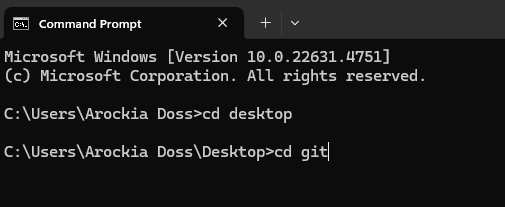 Command Prompt
Microsoft Windows [Version 10.0.22631.4751]
(c) Microsoft Corporation. All rights reserved.
C:\Users\Arockia Doss>cd desktop
C:\Users\Arockia Doss\Desktop>cd git